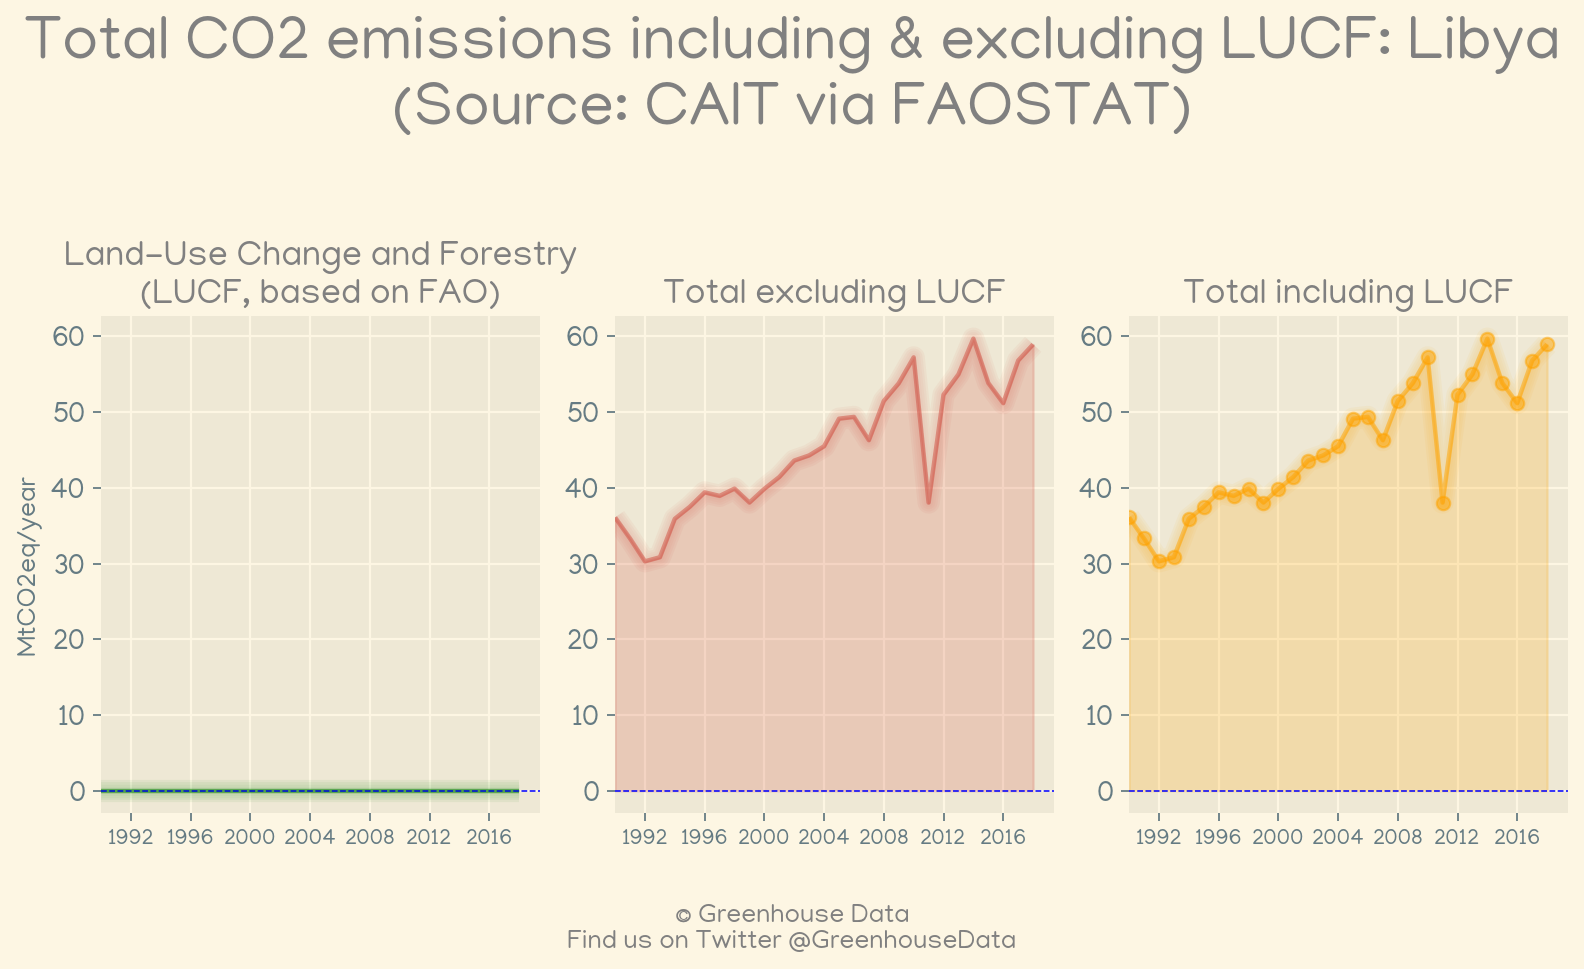 Total CO2 emissions including & excluding LUCF: Libya
(Source: CAIT via FAOSTAT)
Land-Use Change and Forestry
(LUCF, based on FAO)
MtCO2eq/year
60
50
40
30
20
10
0
1992 1996 2000 2004 2008 2012 2016
Total excluding LUCF
60
50
40
30
20
10
0
1992 1996 2000 2004 2008 2012 2016
Total including LUCF
60
50
40
30
20
10
0
1992 1996 2000 2004 2008 2012 2016
© Greenhouse Data
Find us on Twitter @GreenhouseData